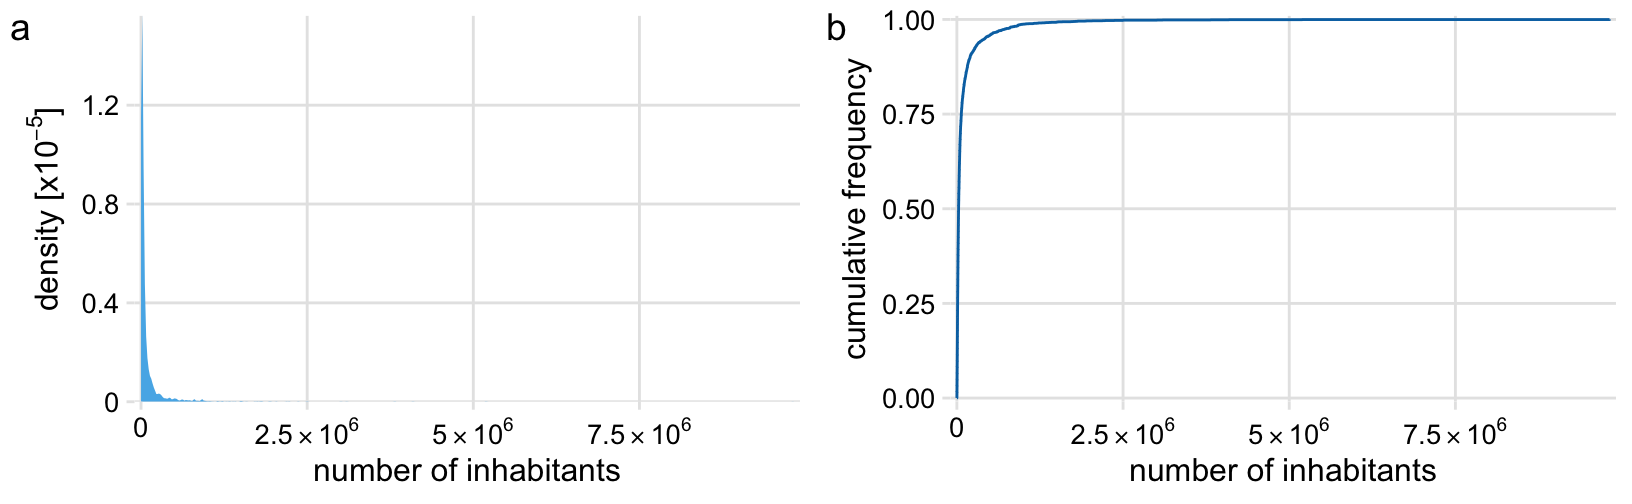 a
density [x10⁻⁵]
1.2
0.8
0.4
0
0
2.5 × 10⁶
5 × 10⁶
7.5 × 10⁶
number of inhabitants
b
cumulative frequency
1.00
0.75
0.50
0.25
0.00
0
2.5 × 10⁶
5 × 10⁶
7.5 × 10⁶
number of inhabitants